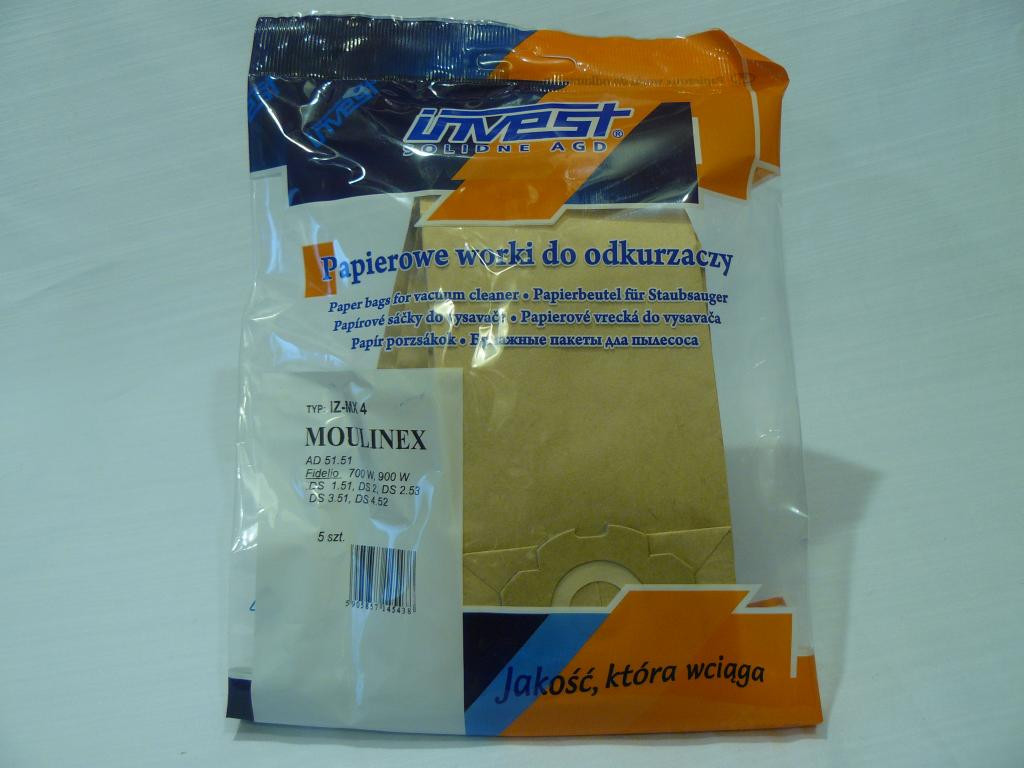 invest
invest®
SOLIDNE AGD
Papierowe worki do odkurzaczy
Paper bags for vacuum cleaner • Papierbeutel für Staubsauger
Papírové sáčky do vysavače • Papierové vrecká do vysavača
Papír porzsákok • Бумажные пакеты для пылесоса
TYP: IZ-MX 4
MOULINEX
AD 51.51
Fidelio 700 W, 900 W
DS 1.51, DS 2, DS 2.53
DS 3.51, DS 4.52
5 szt.
5903857145438
Jakość, która wciąga